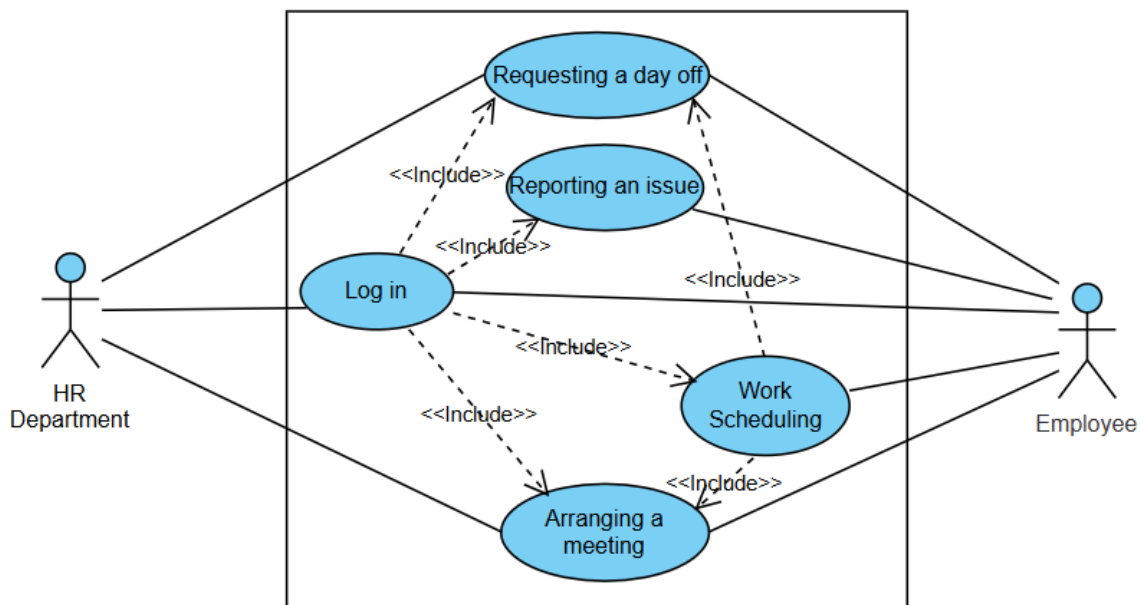 Requesting a day off
<<Include>>
Reporting an issue
<<Include>>
Log in
<<Include>>
<<Include>>
HR
Department
Work
Scheduling
<<Include>>
Employee
<<Include>>
Arranging a
meeting